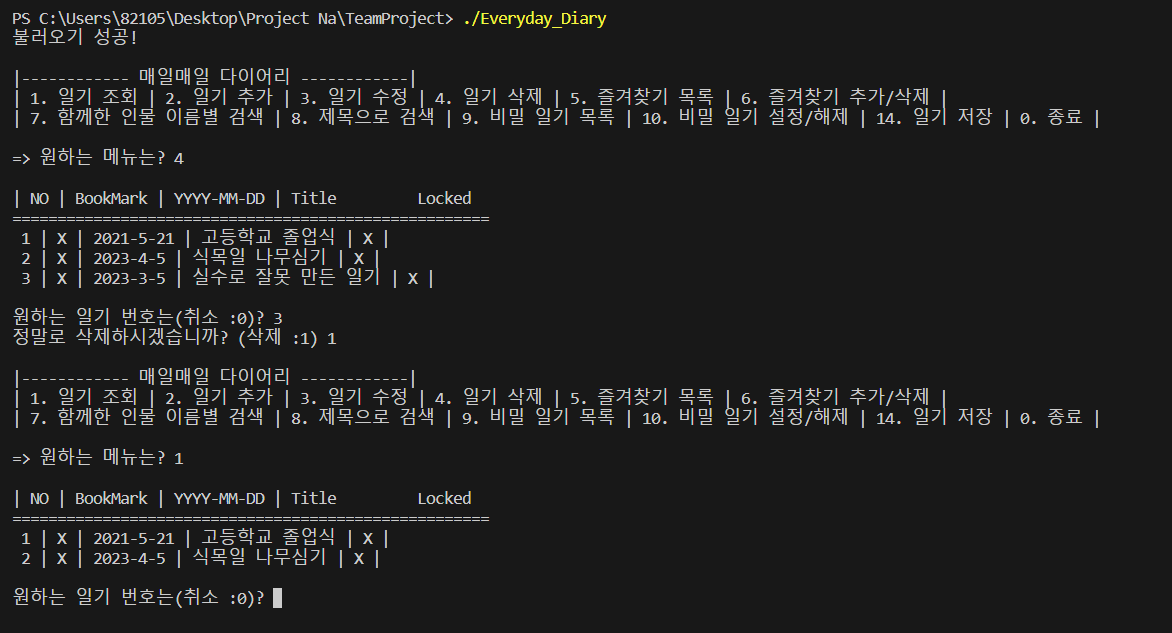 PS C:\Users\82105\Desktop\Project Na\TeamProject> ./Everyday_Diary
불러오기 성공!
|------------ 매일매일 다이어리 ------------|
| 1. 일기 조회 | 2. 일기 추가 | 3. 일기 수정 | 4. 일기 삭제 | 5. 즐겨찾기 목록 | 6. 즐겨찾기 추가/삭제 |
| 7. 함께한 인물 이름별 검색 | 8. 제목으로 검색 | 9. 비밀 일기 목록 | 10. 비밀 일기 설정/해제 | 14. 일기 저장 | 0. 종료 |
=> 원하는 메뉴는? 4
| NO | BookMark | YYYY-MM-DD | Title         Locked
=====================================================
1 | X | 2021-5-21 | 고등학교 졸업식 | X |
2 | X | 2023-4-5 | 식목일 나무심기 | X |
3 | X | 2023-3-5 | 실수로 잘못 만든 일기 | X |
원하는 일기 번호는(취소 :0)? 3
정말로 삭제하시겠습니까? (삭제 :1) 1
|------------ 매일매일 다이어리 ------------|
| 1. 일기 조회 | 2. 일기 추가 | 3. 일기 수정 | 4. 일기 삭제 | 5. 즐겨찾기 목록 | 6. 즐겨찾기 추가/삭제 |
| 7. 함께한 인물 이름별 검색 | 8. 제목으로 검색 | 9. 비밀 일기 목록 | 10. 비밀 일기 설정/해제 | 14. 일기 저장 | 0. 종료 |
=> 원하는 메뉴는? 1
| NO | BookMark | YYYY-MM-DD | Title         Locked
=====================================================
1 | X | 2021-5-21 | 고등학교 졸업식 | X |
2 | X | 2023-4-5 | 식목일 나무심기 | X |
원하는 일기 번호는(취소 :0)?